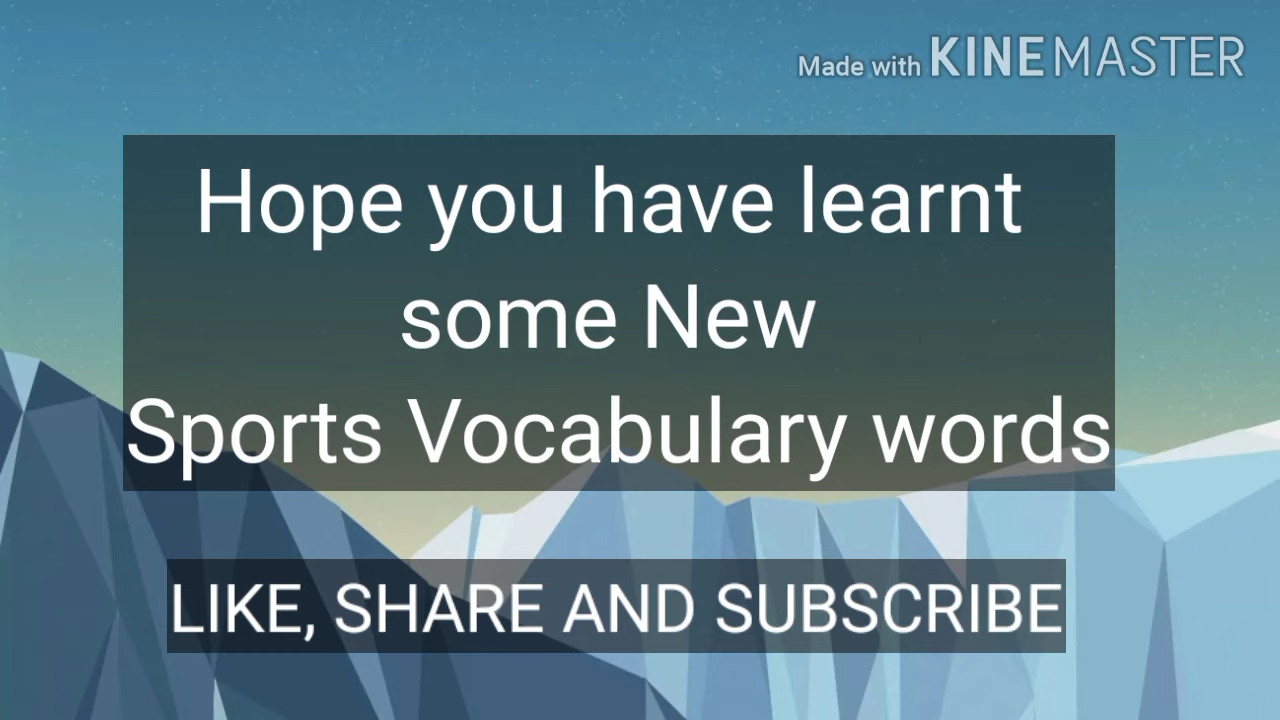 Made with KINEMASTER
Hope you have learnt
some New
Sports Vocabulary words
LIKE, SHARE AND SUBSCRIBE